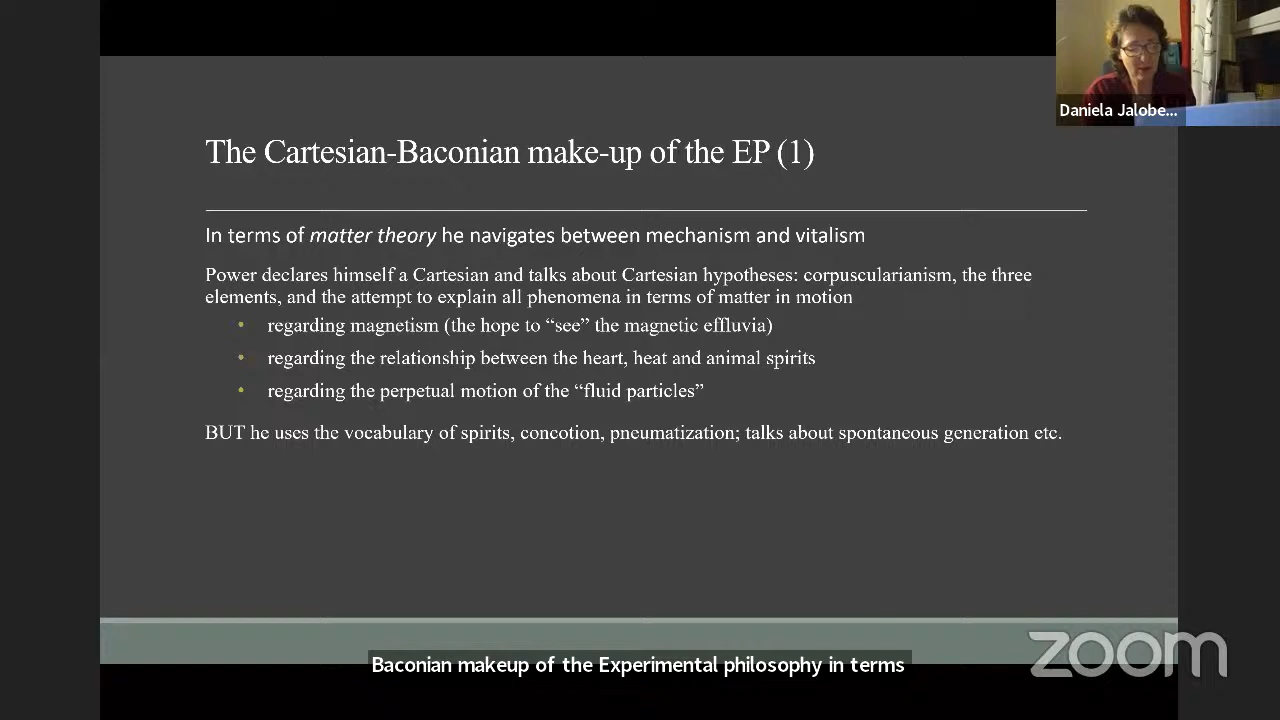 Daniela Jalobe...
The Cartesian-Baconian make-up of the EP (1)
In terms of matter theory he navigates between mechanism and vitalism
Power declares himself a Cartesian and talks about Cartesian hypotheses: corpuscularianism, the three
elements, and the attempt to explain all phenomena in terms of matter in motion
• regarding magnetism (the hope to “see” the magnetic effluvia)
• regarding the relationship between the heart, heat and animal spirits
• regarding the perpetual motion of the “fluid particles”
BUT he uses the vocabulary of spirits, concotion, pneumatization; talks about spontaneous generation etc.
zoom
Baconian makeup of the Experimental philosophy in terms